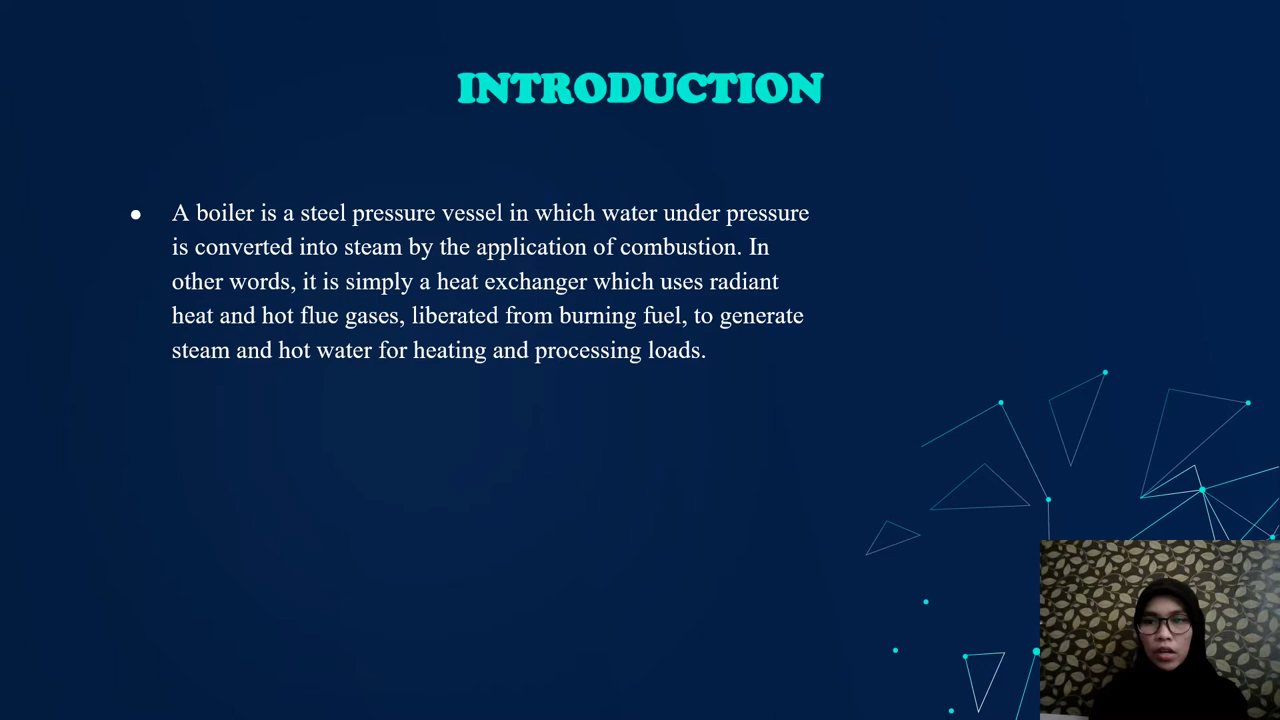 INTRODUCTION
● A boiler is a steel pressure vessel in which water under pressure
is converted into steam by the application of combustion. In
other words, it is simply a heat exchanger which uses radiant
heat and hot flue gases, liberated from burning fuel, to generate
steam and hot water for heating and processing loads.